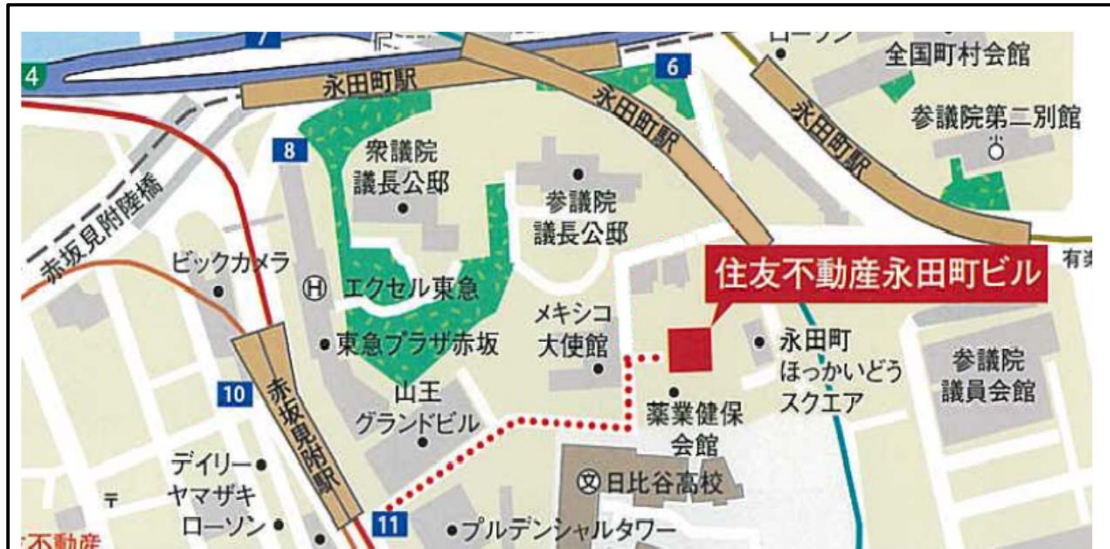 7
4
永田町駅
6
ローソン
全国町村会館
永田町駅
永田町駅
参議院第二別館
8
衆議院
議長公邸
参議院
議長公邸
赤坂見附陸橋
ビックカメラ
H
エクセル東急
住友不動産永田町ビル
メキシコ
大使館
東急プラザ赤坂
永田町
ほっかいどう
スクエア
参議院
議員会館
10
赤坂見附駅
山王
グランドビル
薬業健保
会館
デイリー
ヤマザキ
〒
ローソン
文
日比谷高校
11
プルデンシャルタワー
不動産